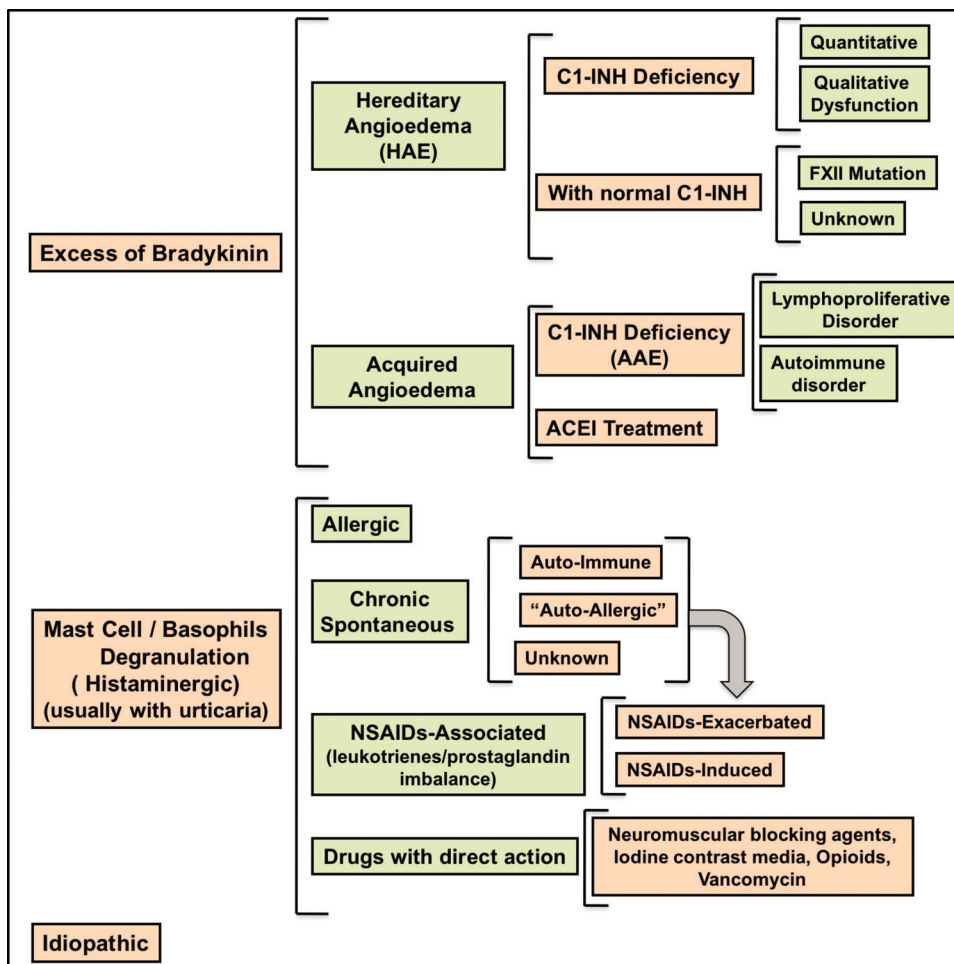 Excess of Bradykinin
Hereditary
Angioedema
(HAE)
C1-INH Deficiency
Quantitative
Qualitative
Dysfunction
With normal C1-INH
FXII Mutation
Unknown
Acquired
Angioedema
C1-INH Deficiency
(AAE)
Lymphoproliferative
Disorder
Autoimmune
disorder
ACEI Treatment
Mast Cell / Basophils
Degranulation
( Histaminergic)
(usually with urticaria)
Allergic
Chronic
Spontaneous
Auto-Immune
“Auto-Allergic”
Unknown
NSAIDs-Associated
(leukotrienes/prostaglandin
imbalance)
NSAIDs-Exacerbated
NSAIDs-Induced
Drugs with direct action
Neuromuscular blocking agents,
Iodine contrast media, Opioids,
Vancomycin
Idiopathic